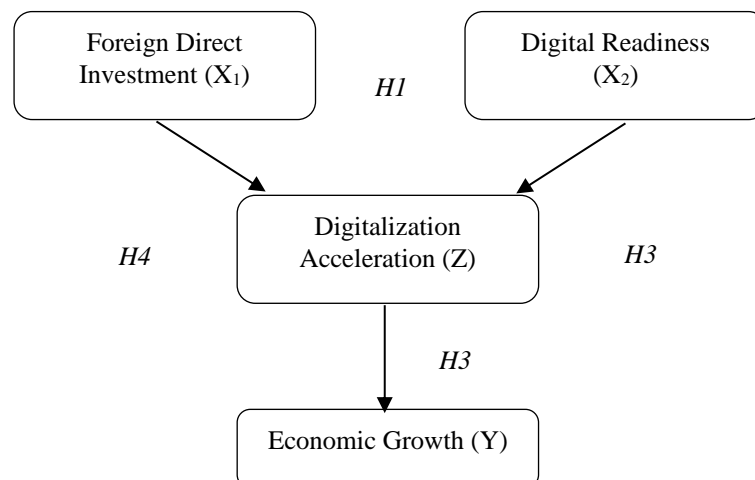 Foreign Direct
Investment (X₁)
Digital Readiness
(X₂)
H1
Digitalization
Acceleration (Z)
H4
H3
H3
Economic Growth (Y)